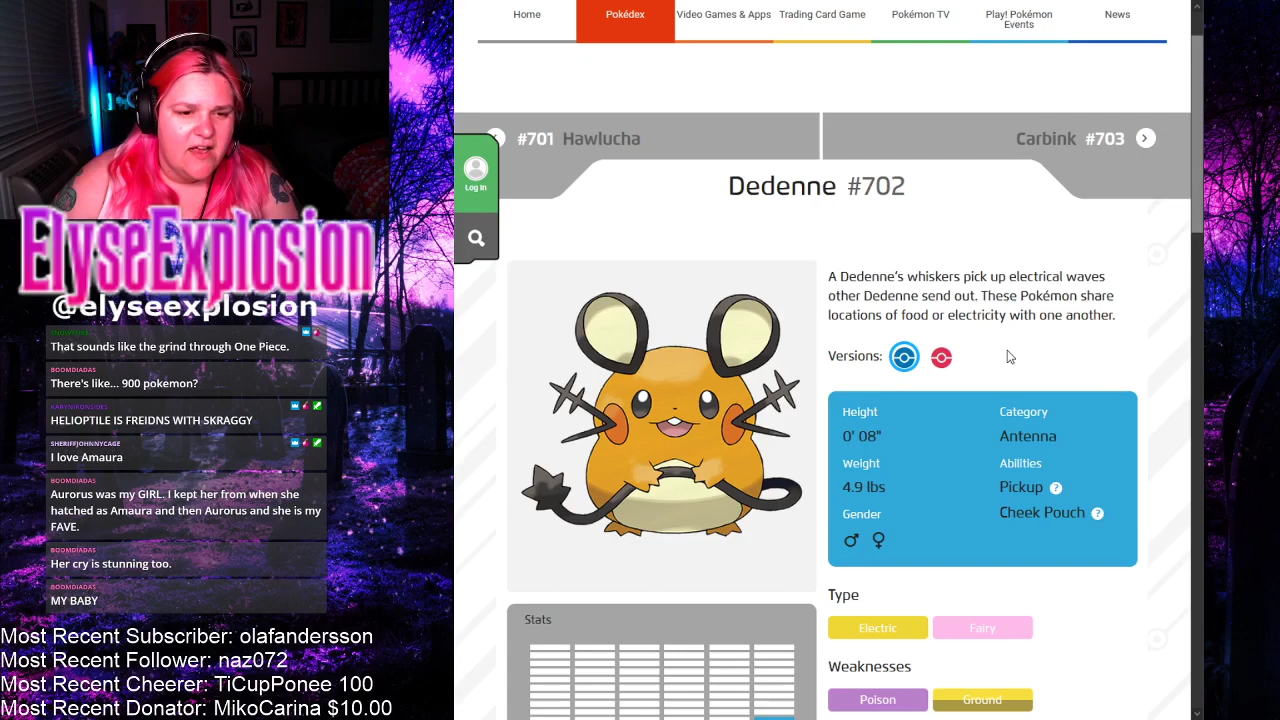 Home
Pokédex
Video Games & Apps
Trading Card Game
Pokémon TV
Play! Pokémon
Events
News
#701 Hawlucha
Carbink #703
Log In
Dedenne #702
A Dedenne's whiskers pick up electrical waves
other Dedenne send out. These Pokémon share
locations of food or electricity with one another.
Versions:
Height
0' 08"
Weight
4.9 lbs
Gender
Category
Antenna
Abilities
Pickup ?
Cheek Pouch ?
Type
Electric
Fairy
Weaknesses
Poison
Ground
Stats
ElyseExplosion
@elyseexplosion
That sounds like the grind through One Piece.
BOOMDIADAS
There's like... 900 pokemon?
KARYNIRONSIDES
HELIOPTILE IS FREIDNS WITH SKRAGGY
SHERIFFJOHNNYCAGE
I love Amaura
BOOMDIADAS
Aurorus was my GIRL. I kept her from when she
hatched as Amaura and then Aurorus and she is my
FAVE.
BOOMDIADAS
Her cry is stunning too.
BOOMDIADAS
MY BABY
Most Recent Subscriber: olafandersson
Most Recent Follower: naz072
Most Recent Cheerer: TiCupPonee 100
Most Recent Donator: MikoCarina $10.00